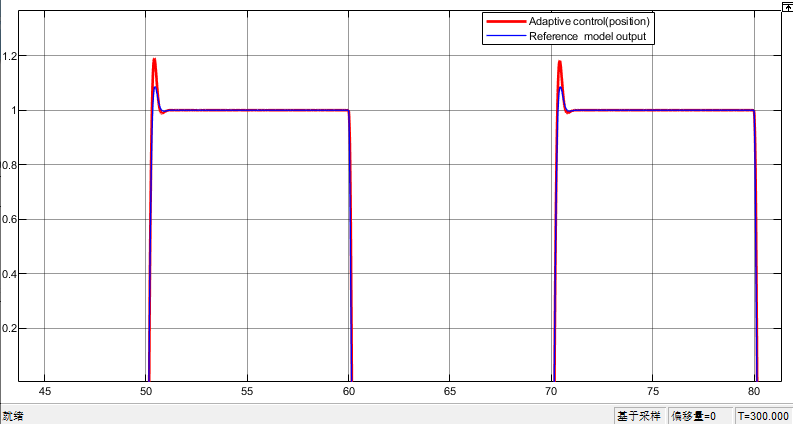 Adaptive control(position)
Reference model output
1.2
1
0.8
0.6
0.4
0.2
45 50 55 60 65 70 75 80
就绪 基于采样 偏移量=0 T=300.000